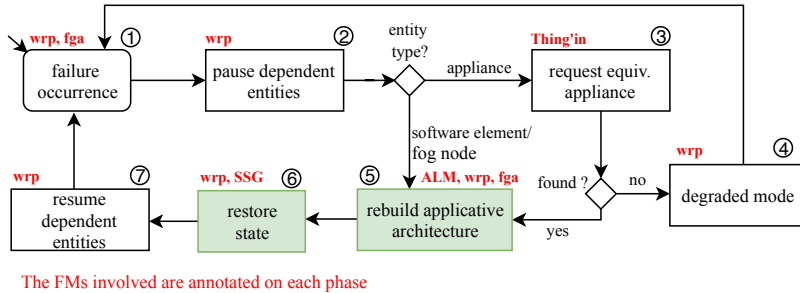 wrp, fga
①
failure
occurrence
wrp
②
pause dependent
entities
entity
type?
appliance
Thing'in
③
request equiv.
appliance
software element/
fog node
found ?
no
yes
wrp
④
degraded mode
ALM, wrp, fga
⑤
rebuild applicative
architecture
wrp, SSG
⑥
restore
state
wrp
⑦
resume
dependent
entities
The FMs involved are annotated on each phase